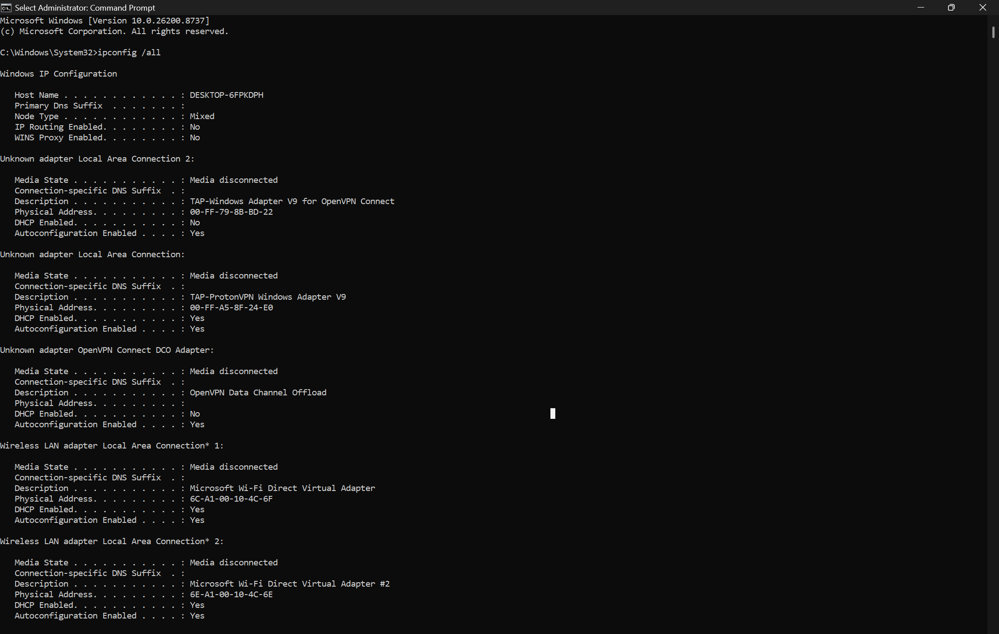 Select Administrator: Command Prompt
Microsoft Windows [Version 10.0.26200.8737]
(c) Microsoft Corporation. All rights reserved.
C:\Windows\System32>ipconfig /all
Windows IP Configuration
Host Name . . . . . . . . . . . . : DESKTOP-6FPKDPH
Primary Dns Suffix  . . . . . . . :
Node Type . . . . . . . . . . . . : Mixed
IP Routing Enabled. . . . . . . . : No
WINS Proxy Enabled. . . . . . . . : No
Unknown adapter Local Area Connection 2:
Media State . . . . . . . . . . . : Media disconnected
Connection-specific DNS Suffix  . :
Description . . . . . . . . . . . : TAP-Windows Adapter V9 for OpenVPN Connect
Physical Address. . . . . . . . . : 00-FF-79-8B-BD-22
DHCP Enabled. . . . . . . . . . . : No
Autoconfiguration Enabled . . . . : Yes
Unknown adapter Local Area Connection:
Media State . . . . . . . . . . . : Media disconnected
Connection-specific DNS Suffix  . :
Description . . . . . . . . . . . : TAP-ProtonVPN Windows Adapter V9
Physical Address. . . . . . . . . : 00-FF-A5-8F-24-E0
DHCP Enabled. . . . . . . . . . . : Yes
Autoconfiguration Enabled . . . . : Yes
Unknown adapter OpenVPN Connect DCO Adapter:
Media State . . . . . . . . . . . : Media disconnected
Connection-specific DNS Suffix  . :
Description . . . . . . . . . . . : OpenVPN Data Channel Offload
Physical Address. . . . . . . . . :
DHCP Enabled. . . . . . . . . . . : No
Autoconfiguration Enabled . . . . : Yes
Wireless LAN adapter Local Area Connection* 1:
Media State . . . . . . . . . . . : Media disconnected
Connection-specific DNS Suffix  . :
Description . . . . . . . . . . . : Microsoft Wi-Fi Direct Virtual Adapter
Physical Address. . . . . . . . . : 6C-A1-00-10-4C-6F
DHCP Enabled. . . . . . . . . . . : Yes
Autoconfiguration Enabled . . . . : Yes
Wireless LAN adapter Local Area Connection* 2:
Media State . . . . . . . . . . . : Media disconnected
Connection-specific DNS Suffix  . :
Description . . . . . . . . . . . : Microsoft Wi-Fi Direct Virtual Adapter #2
Physical Address. . . . . . . . . : 6E-A1-00-10-4C-6E
DHCP Enabled. . . . . . . . . . . : Yes
Autoconfiguration Enabled . . . . : Yes